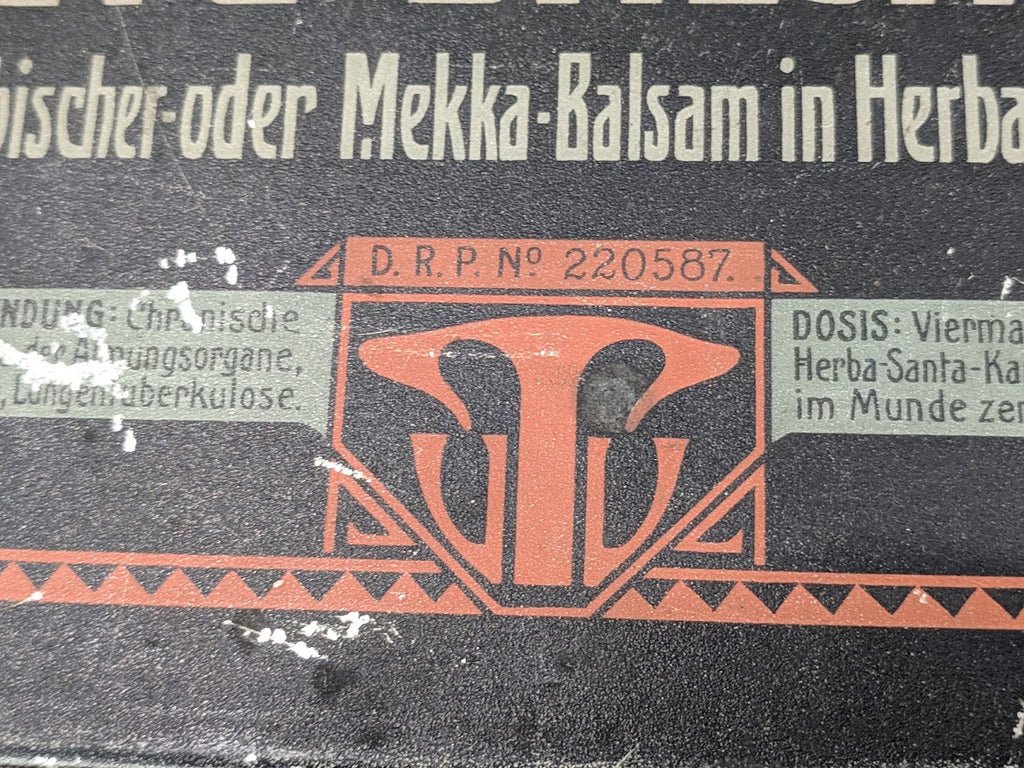 bischer-oder Mekka-Balsam in Herba
D. R. P. Nº 220587.
NDUNG: Chronische
der Atmungsorgane,
Lungentuberkulose.
DOSIS: Vierma
Herba-Santa-Ka
im Munde zer